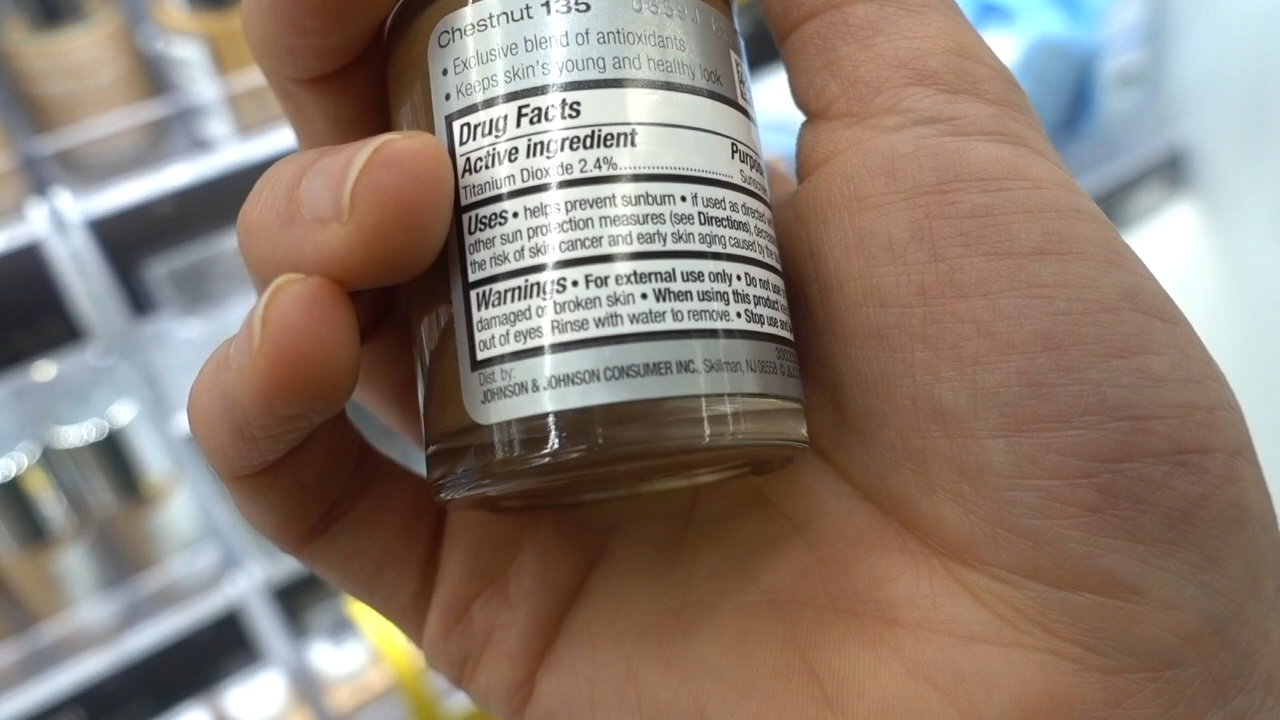 Chestnut 135
• Exclusive blend of antioxidants
• Keeps skin's young and healthy look
Drug Facts
Active ingredient
Titanium Dioxide 2.4%
Uses • helps prevent sunburn • if used as directed
other sun protection measures (see Directions),
the risk of skin cancer and early skin aging caused by the
Warnings • For external use only • Do not use
damaged or broken skin • When using this product
out of eyes. Rinse with water to remove. • Stop use and
Dist. by:
JOHNSON & JOHNSON CONSUMER INC., Skillman, NJ 08558 ©